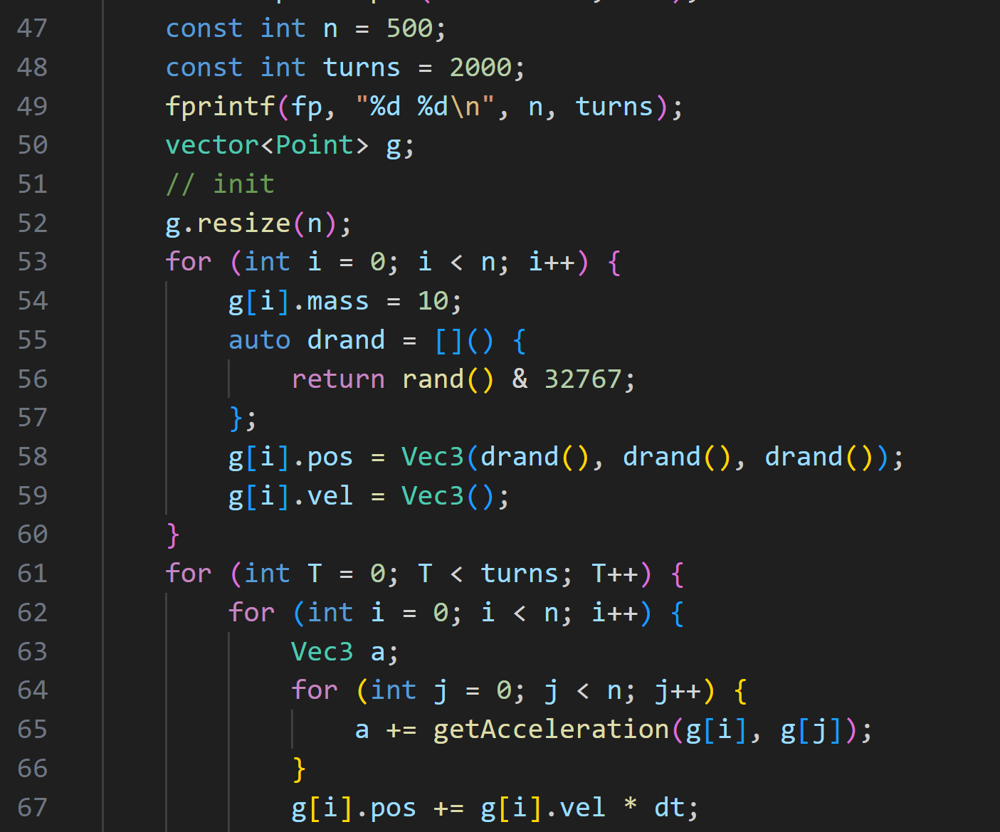 47 const int n = 500;
48 const int turns = 2000;
49 fprintf(fp, "%d %d\n", n, turns);
50 vector<Point> g;
51 // init
52 g.resize(n);
53 for (int i = 0; i < n; i++) {
54 g[i].mass = 10;
55 auto drand = []() {
56 return rand() & 32767;
57 };
58 g[i].pos = Vec3(drand(), drand(), drand());
59 g[i].vel = Vec3();
60 }
61 for (int T = 0; T < turns; T++) {
62 for (int i = 0; i < n; i++) {
63 Vec3 a;
64 for (int j = 0; j < n; j++) {
65 a += getAcceleration(g[i], g[j]);
66 }
67 g[i].pos += g[i].vel * dt;